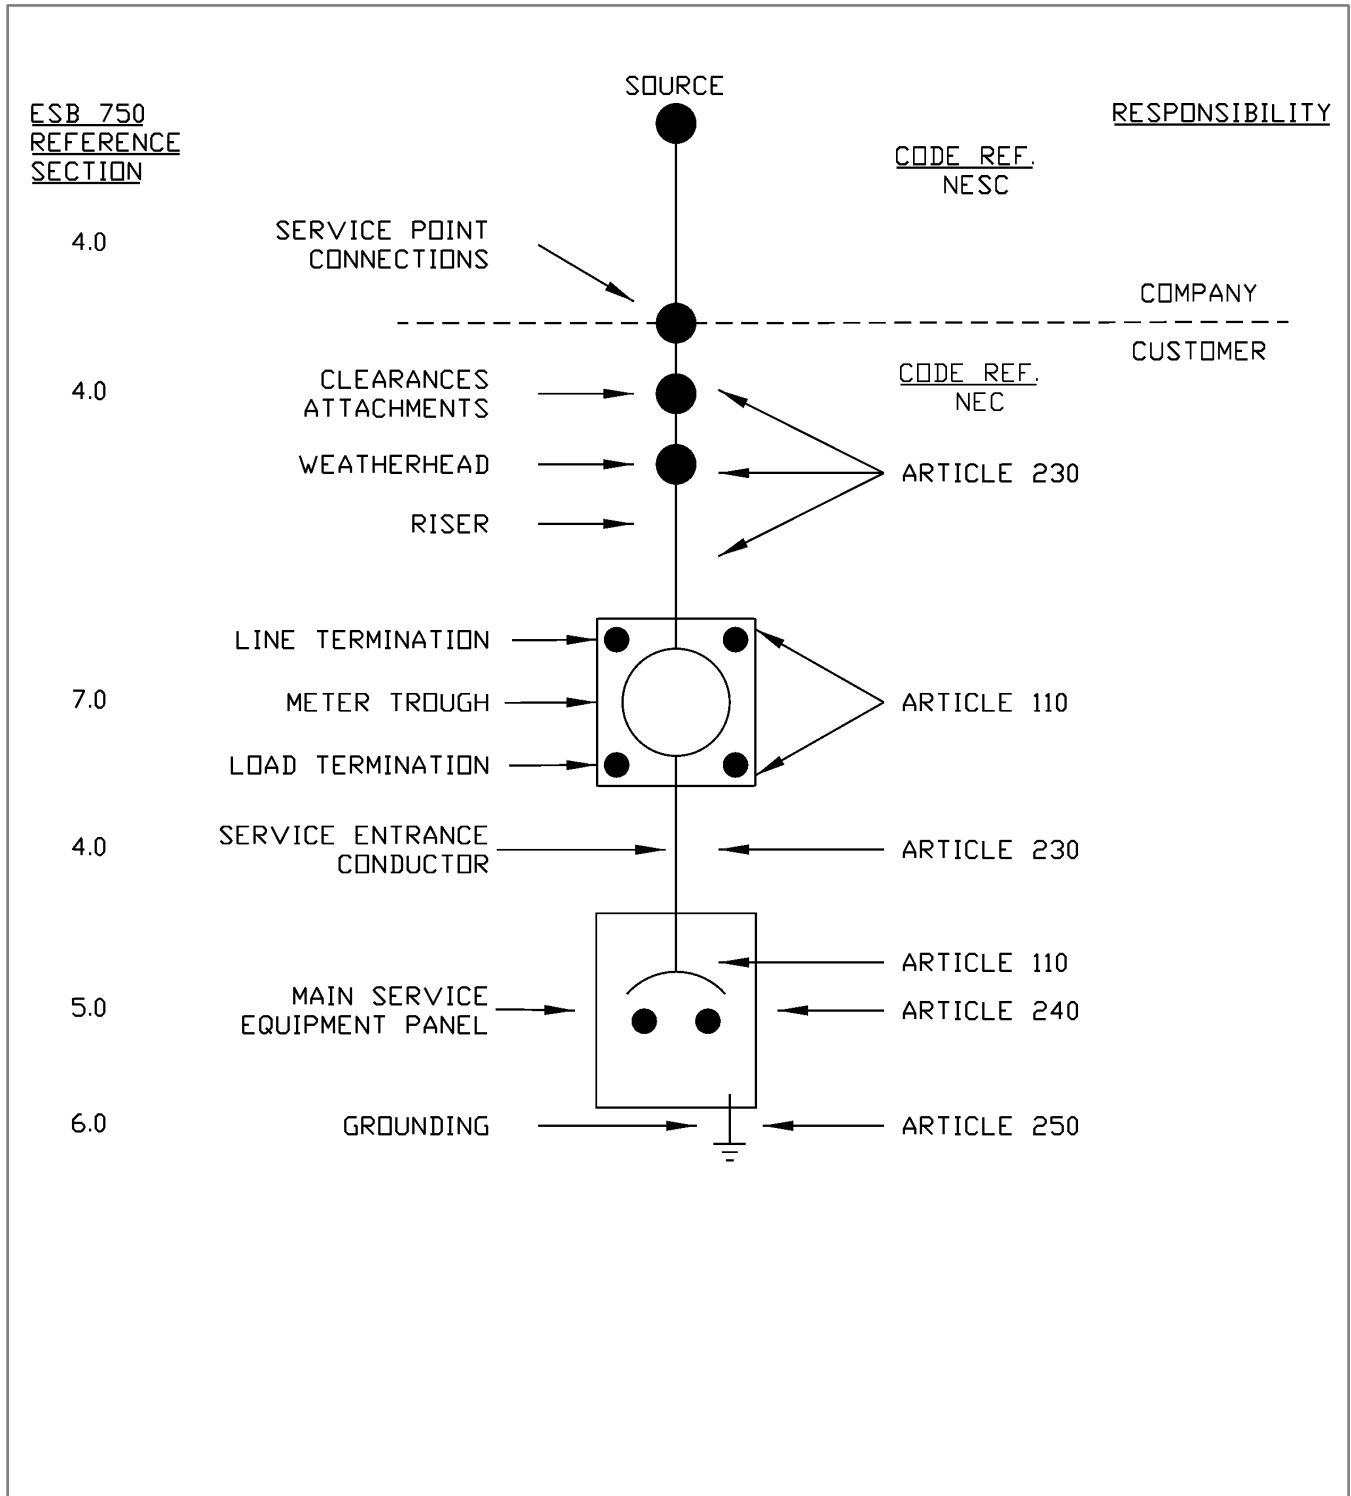 SOURCE
ESB 750
REFERENCE
SECTION
RESPONSIBILITY
CODE REF.
NESC
4.0
SERVICE POINT
CONNECTIONS
COMPANY
CUSTOMER
4.0
CLEARANCES
ATTACHMENTS
CODE REF.
NEC
WEATHERHEAD
ARTICLE 230
RISER
LINE TERMINATION
7.0
METER TROUGH
ARTICLE 110
LOAD TERMINATION
4.0
SERVICE ENTRANCE
CONDUCTOR
ARTICLE 230
ARTICLE 110
5.0
MAIN SERVICE
EQUIPMENT PANEL
ARTICLE 240
6.0
GROUNDING
ARTICLE 250